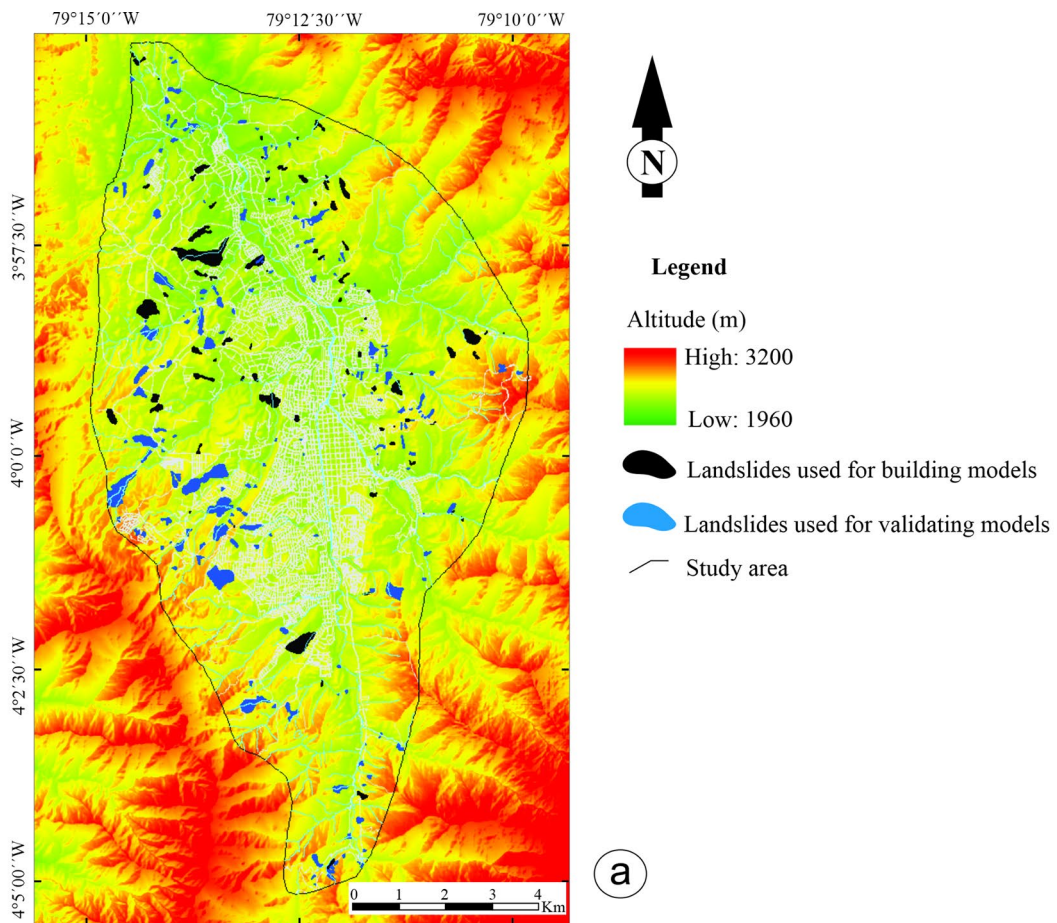 79°15´0´´W 79°12´30´´W 79°10´0´´W
3°57´30´´W
4°0´0´´W
4°2´30´´W
4°5´00´´W
N
Legend
Altitude (m)
High: 3200
Low: 1960
Landslides used for building models
Landslides used for validating models
Study area
0 1 2 3 4
Km
a